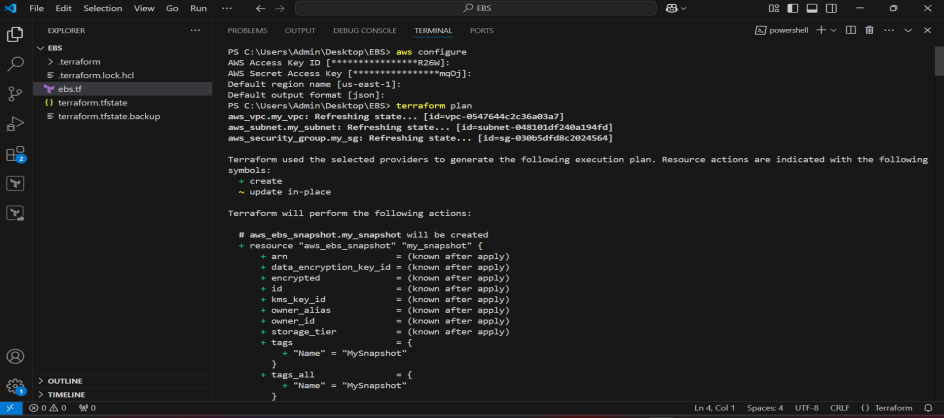 File Edit Selection View Go Run ··· ← → EBS
EXPLORER ···
EBS
.terraform
.terraform.lock.hcl
ebs.tf
terraform.tfstate
terraform.tfstate.backup
OUTLINE
TIMELINE
2
1
PROBLEMS OUTPUT DEBUG CONSOLE TERMINAL PORTS
powershell
PS C:\Users\Admin\Desktop\EBS> aws configure
AWS Access Key ID [****************R26W]:
AWS Secret Access Key [****************mqOj]:
Default region name [us-east-1]:
Default output format [json]:
PS C:\Users\Admin\Desktop\EBS> terraform plan
aws_vpc.my_vpc: Refreshing state... [id=vpc-0547644c2c36a03a7]
aws_subnet.my_subnet: Refreshing state... [id=subnet-048101df240a194fd]
aws_security_group.my_sg: Refreshing state... [id=sg-030b5dfd8c2024564]
Terraform used the selected providers to generate the following execution plan. Resource actions are indicated with the following
symbols:
+ create
~ update in-place
Terraform will perform the following actions:
# aws_ebs_snapshot.my_snapshot will be created
+ resource "aws_ebs_snapshot" "my_snapshot" {
+ arn = (known after apply)
+ data_encryption_key_id = (known after apply)
+ encrypted = (known after apply)
+ id = (known after apply)
+ kms_key_id = (known after apply)
+ owner_alias = (known after apply)
+ owner_id = (known after apply)
+ storage_tier = (known after apply)
+ tags = {
+ "Name" = "MySnapshot"
}
+ tags_all = {
+ "Name" = "MySnapshot"
}
0 0 0 Ln 4, Col 1 Spaces: 4 UTF-8 CRLF {} Terraform